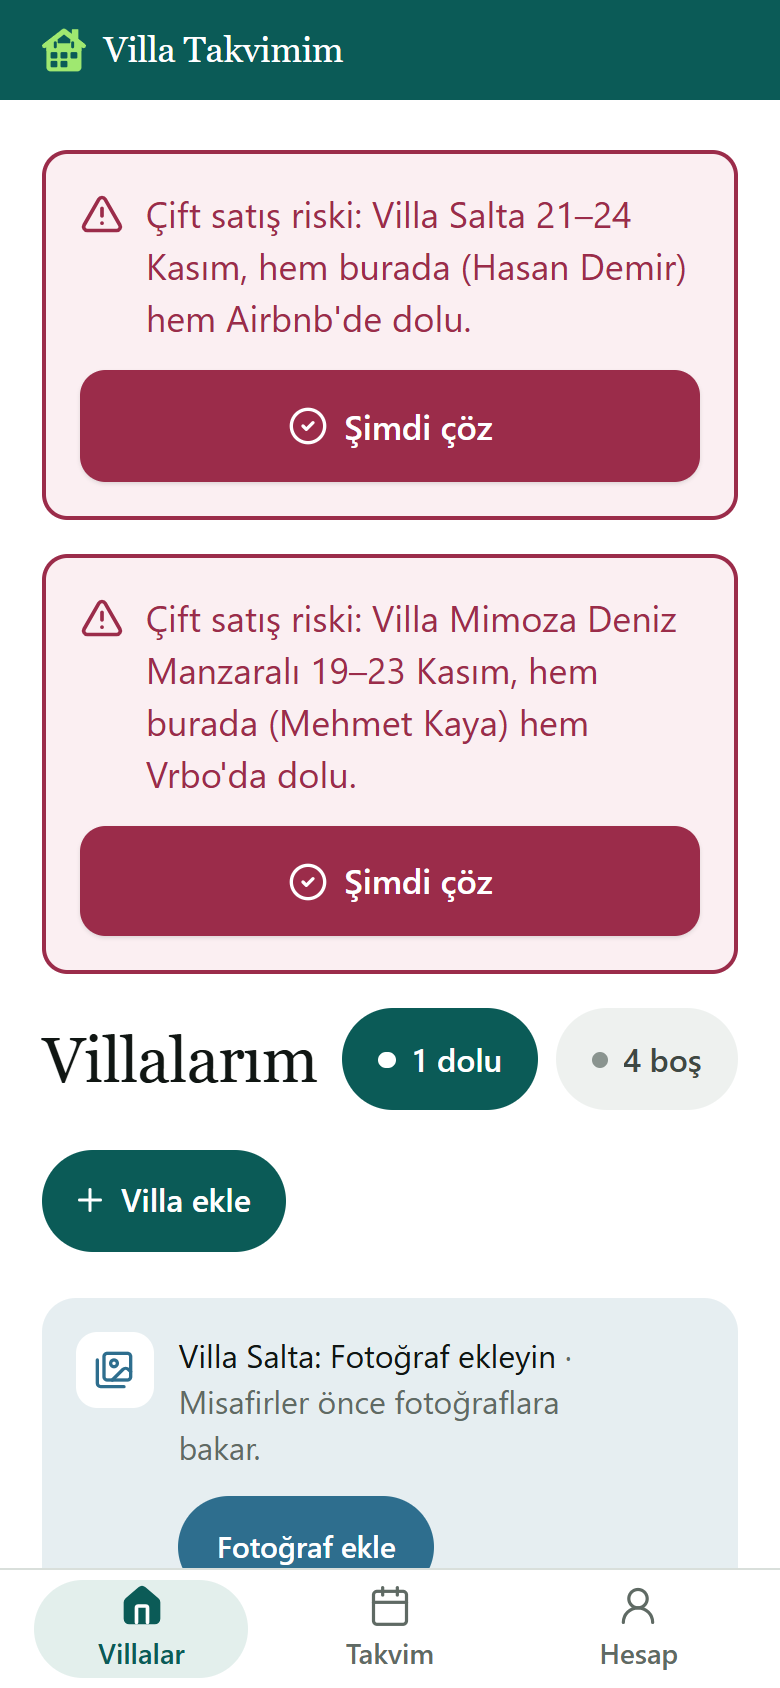 Villa Takvimim
Çift satış riski: Villa Salta 21–24
Kasım, hem burada (Hasan Demir)
hem Airbnb'de dolu.
Şimdi çöz
Çift satış riski: Villa Mimoza Deniz
Manzaralı 19–23 Kasım, hem
burada (Mehmet Kaya) hem
Vrbo'da dolu.
Şimdi çöz
Villalarım
1 dolu
4 boş
+ Villa ekle
Villa Salta: Fotoğraf ekleyin ·
Misafirler önce fotoğraflara
bakar.
Fotoğraf ekle
Villalar
Takvim
Hesap